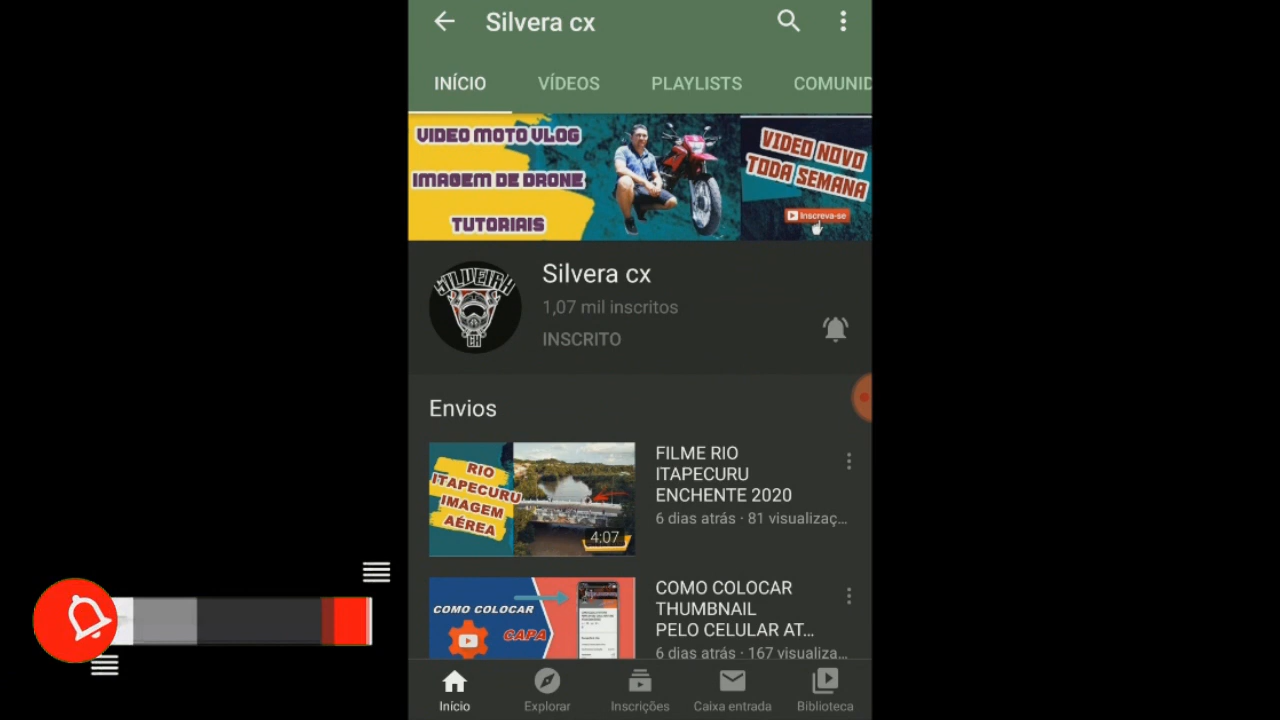 Silvera cx
INÍCIO VÍDEOS PLAYLISTS COMUNID
VIDEO MOTO VLOG
IMAGEM DE DRONE
TUTORIAIS
VIDEO NOVO
TODA SEMANA
Inscreva-se
SILVEIRA
CX
Silvera cx
1,07 mil inscritos
INSCRITO
Envios
RIO
ITAPECURU
IMAGEM
AÉREA
4:07
FILME RIO
ITAPECURU
ENCHENTE 2020
6 dias atrás · 81 visualizaç...
COMO COLOCAR
CAPA
COMO COLOCAR
THUMBNAIL
PELO CELULAR AT...
6 dias atrás · 167 visualiza...
Início Explorar Inscrições Caixa entrada Biblioteca